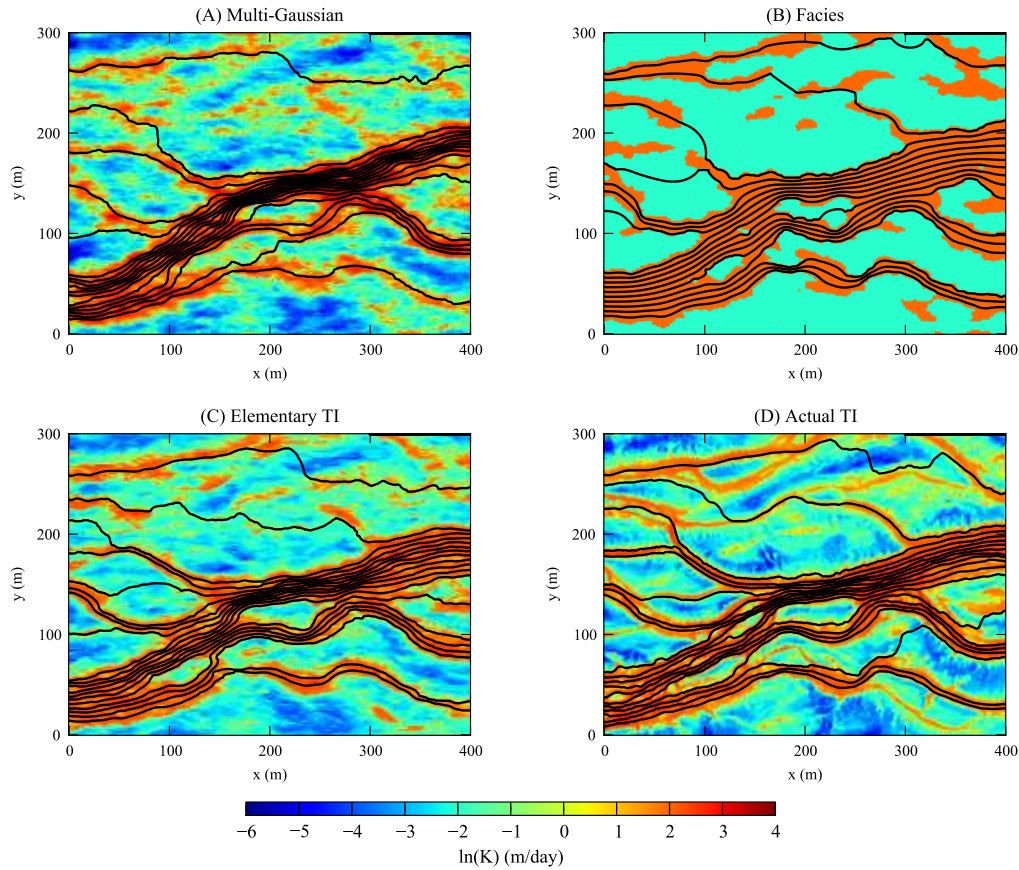 (A) Multi-Gaussian
(B) Facies
300
200
100
0
y (m)
0 100 200 300 400
x (m)
300
200
100
0
y (m)
0 100 200 300 400
x (m)
(C) Elementary TI
(D) Actual TI
300
200
100
0
y (m)
0 100 200 300 400
x (m)
300
200
100
0
y (m)
0 100 200 300 400
x (m)
−6 −5 −4 −3 −2 −1 0 1 2 3 4
ln(K) (m/day)